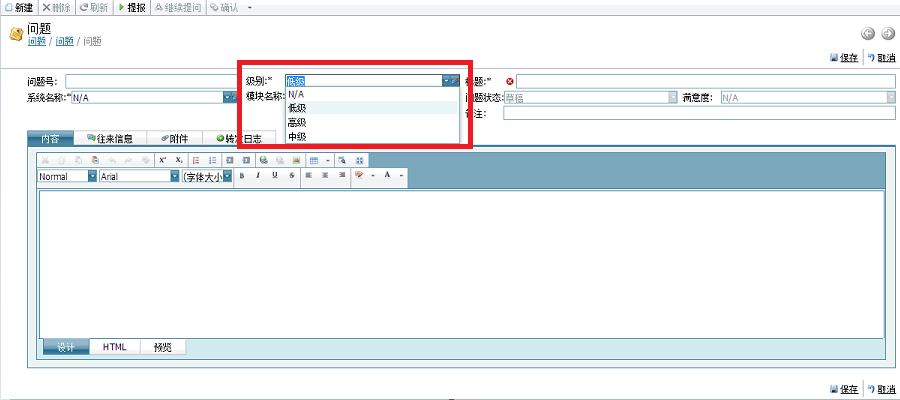 新建 删除 刷新 提报 继续提问 确认
问题
问题 / 问题 / 问题
保存 取消
问题号: 级别:* 低级 标题:*
系统名称:* N/A 模块名称: N/A 问题状态: 草稿 满意度: N/A
低级 备注:
高级
中级
内容 往来信息 附件 转发日志
Normal Arial (字体大小 B I U S A
设计 HTML 预览
保存 取消